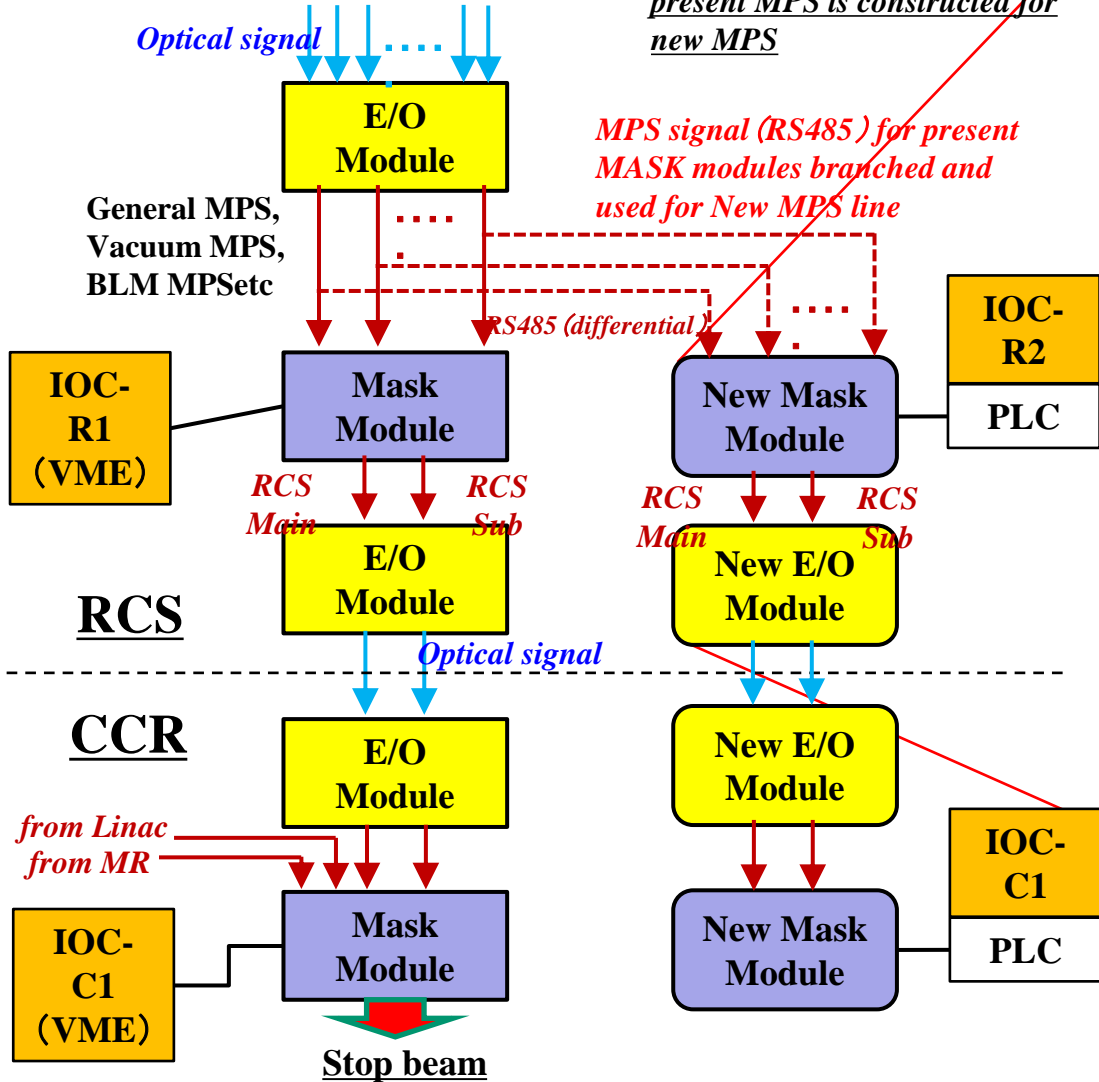 present MPS is constructed for
new MPS
Optical signal
E/O
Module
MPS signal（RS485）for present
MASK modules branched and
used for New MPS line
General MPS,
Vacuum MPS,
BLM MPSetc
RS485（differential）
IOC-
R1
（VME）
Mask
Module
New Mask
Module
IOC-
R2
PLC
RCS
Main
RCS
Sub
RCS
Main
RCS
Sub
E/O
Module
New E/O
Module
RCS
Optical signal
CCR
E/O
Module
New E/O
Module
from Linac
from MR
IOC-
C1
（VME）
Mask
Module
New Mask
Module
IOC-
C1
PLC
Stop beam